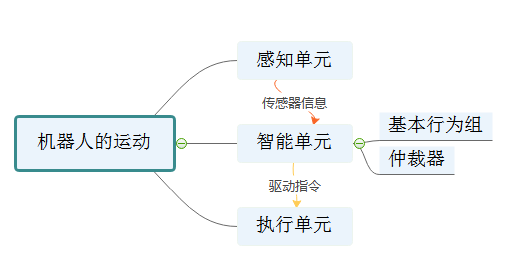 感知单元
传感器信息
机器人的运动
智能单元
基本行为组
仲裁器
驱动指令
执行单元